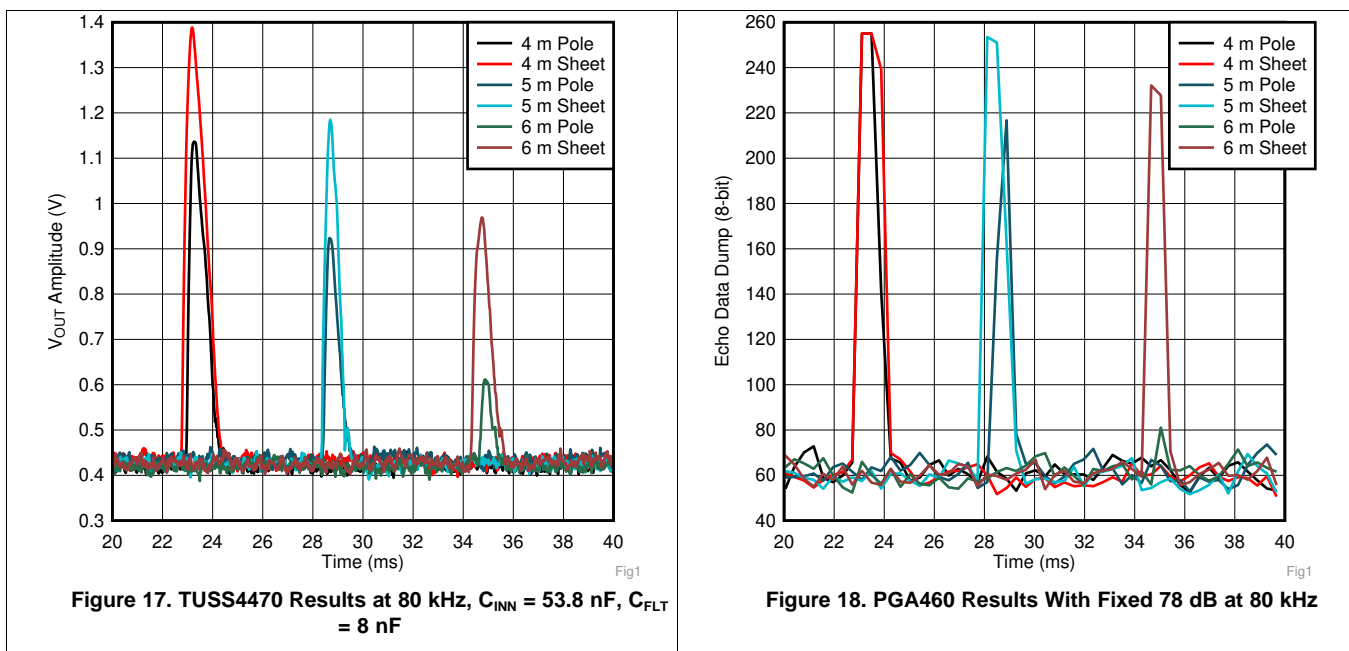 1.4
1.3
1.2
1.1
1
0.9
0.8
0.7
0.6
0.5
0.4
0.3
20 22 24 26 28 30 32 34 36 38 40
V_OUT Amplitude (V)
Time (ms)
4 m Pole
4 m Sheet
5 m Pole
5 m Sheet
6 m Pole
6 m Sheet
Fig1
Figure 17. TUSS4470 Results at 80 kHz, C_INN = 53.8 nF, C_FLT
= 8 nF
260
240
220
200
180
160
140
120
100
80
60
40
20 22 24 26 28 30 32 34 36 38 40
Echo Data Dump (8-bit)
Time (ms)
4 m Pole
4 m Sheet
5 m Pole
5 m Sheet
6 m Pole
6 m Sheet
Fig1
Figure 18. PGA460 Results With Fixed 78 dB at 80 kHz